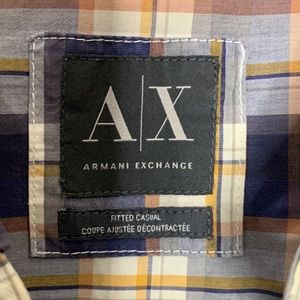 A|X
ARMANI EXCHANGE
FITTED CASUAL
COUPE AJUSTÉE DÉCONTRACTÉE